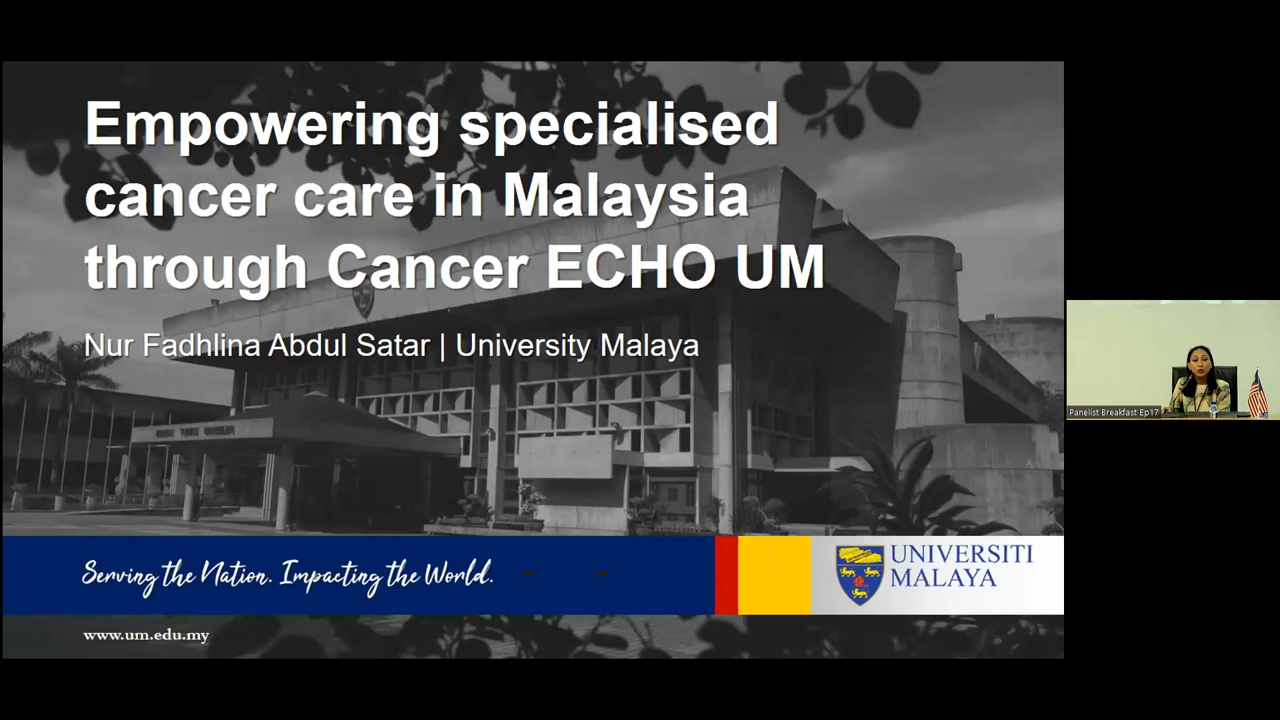 Empowering specialised
cancer care in Malaysia
through Cancer ECHO UM
Nur Fadhlina Abdul Satar | University Malaya
Serving the Nation. Impacting the World.
UNIVERSITI
MALAYA
www.um.edu.my
Panelist Breakfast Ep17